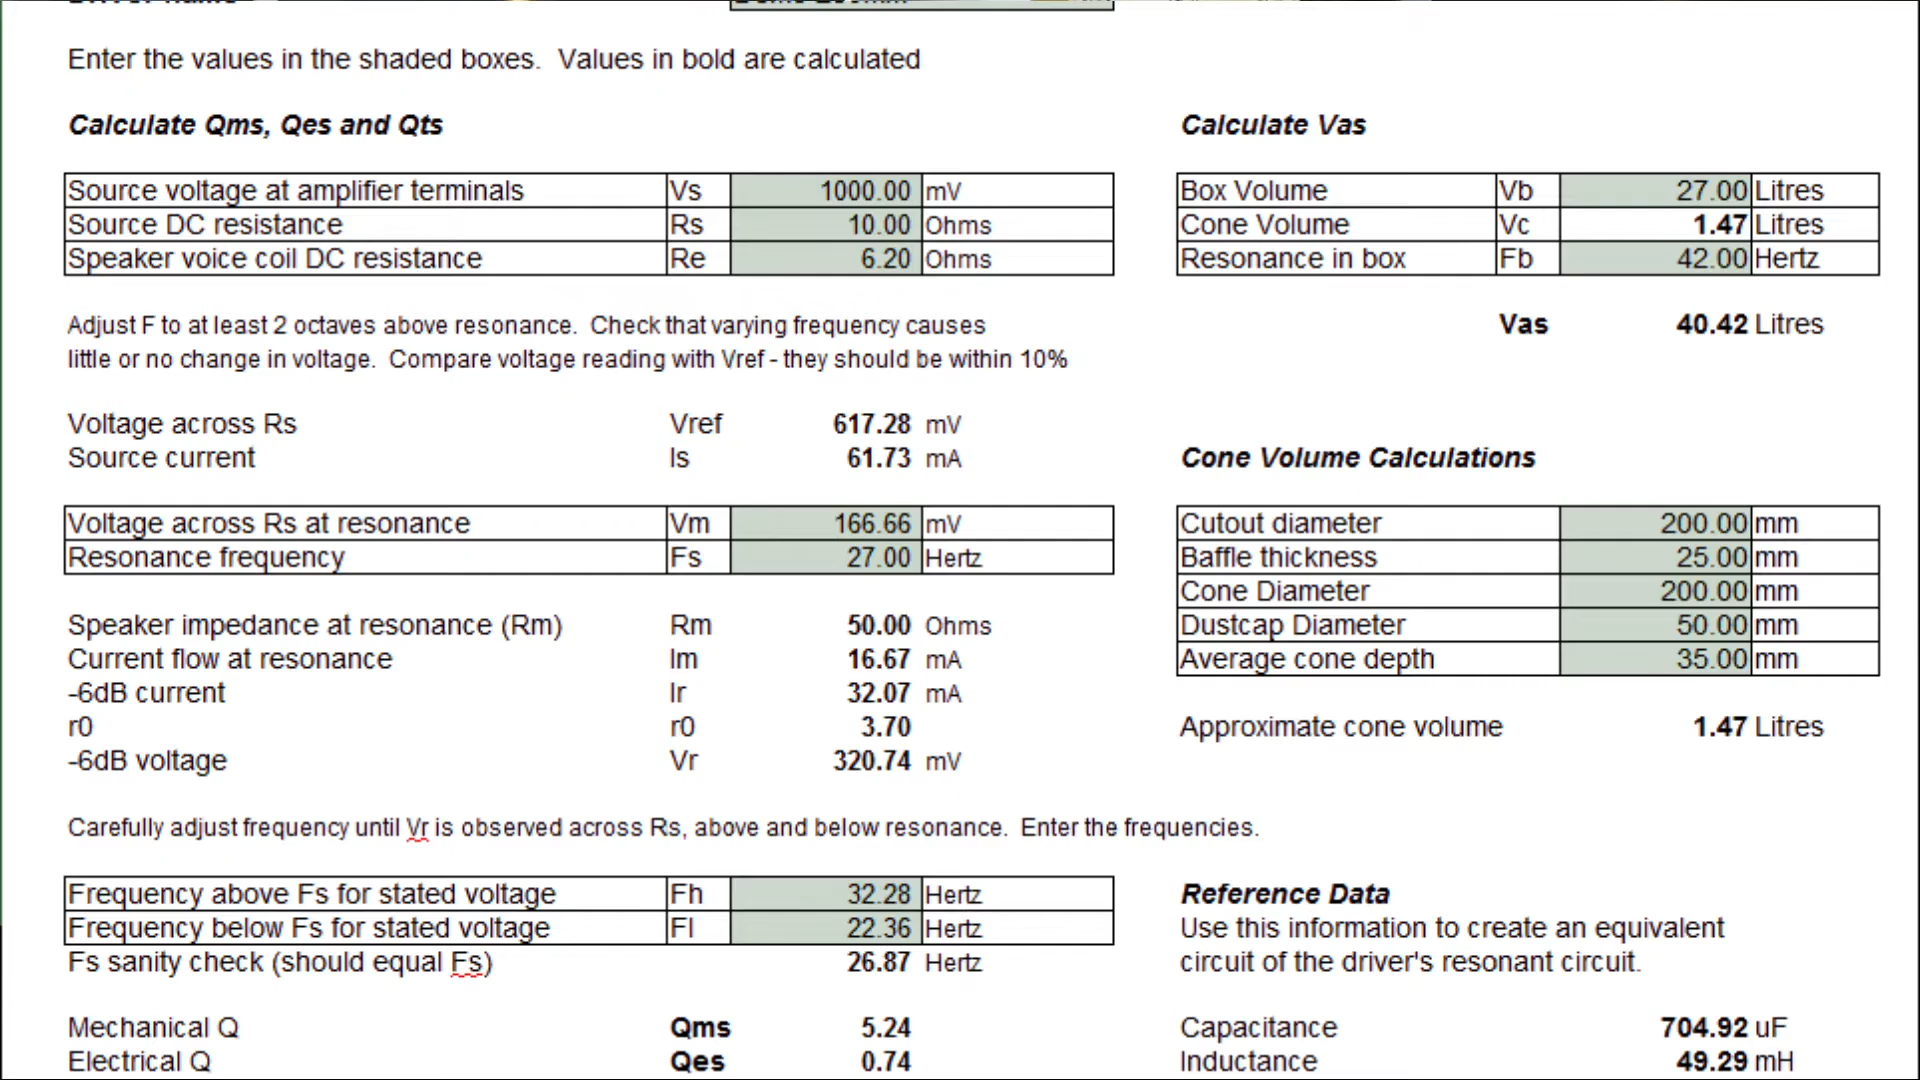 Enter the values in the shaded boxes.  Values in bold are calculated
Calculate Qms, Qes and Qts
Source voltage at amplifier terminals Vs 1000.00 mV
Source DC resistance Rs 10.00 Ohms
Speaker voice coil DC resistance Re 6.20 Ohms
Adjust F to at least 2 octaves above resonance.  Check that varying frequency causes
little or no change in voltage.  Compare voltage reading with Vref - they should be within 10%
Voltage across Rs Vref 617.28 mV
Source current Is 61.73 mA
Voltage across Rs at resonance Vm 166.66 mV
Resonance frequency Fs 27.00 Hertz
Speaker impedance at resonance (Rm) Rm 50.00 Ohms
Current flow at resonance Im 16.67 mA
-6dB current Ir 32.07 mA
r0 r0 3.70
-6dB voltage Vr 320.74 mV
Carefully adjust frequency until Vr is observed across Rs, above and below resonance.  Enter the frequencies.
Frequency above Fs for stated voltage Fh 32.28 Hertz
Frequency below Fs for stated voltage Fl 22.36 Hertz
Fs sanity check (should equal Fs) 26.87 Hertz
Mechanical Q Qms 5.24
Electrical Q Qes 0.74
Calculate Vas
Box Volume Vb 27.00 Litres
Cone Volume Vc 1.47 Litres
Resonance in box Fb 42.00 Hertz
Vas 40.42 Litres
Cone Volume Calculations
Cutout diameter 200.00 mm
Baffle thickness 25.00 mm
Cone Diameter 200.00 mm
Dustcap Diameter 50.00 mm
Average cone depth 35.00 mm
Approximate cone volume 1.47 Litres
Reference Data
Use this information to create an equivalent
circuit of the driver's resonant circuit.
Capacitance 704.92 uF
Inductance 49.29 mH